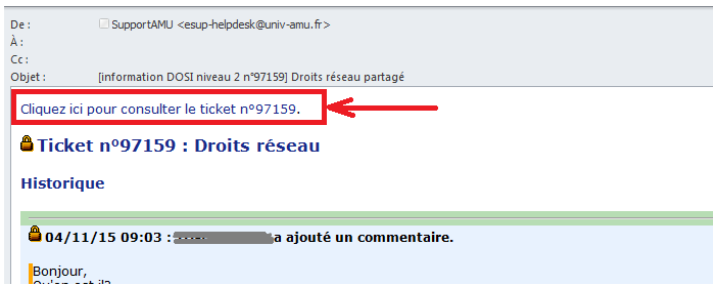 De : SupportAMU <esup-helpdesk@univ-amu.fr>
À :
Cc :
Objet : [information DOSI niveau 2 n°97159] Droits réseau partagé
Cliquez ici pour consulter le ticket n°97159.
Ticket n°97159 : Droits réseau
Historique
04/11/15 09:03 : a ajouté un commentaire.
Bonjour,